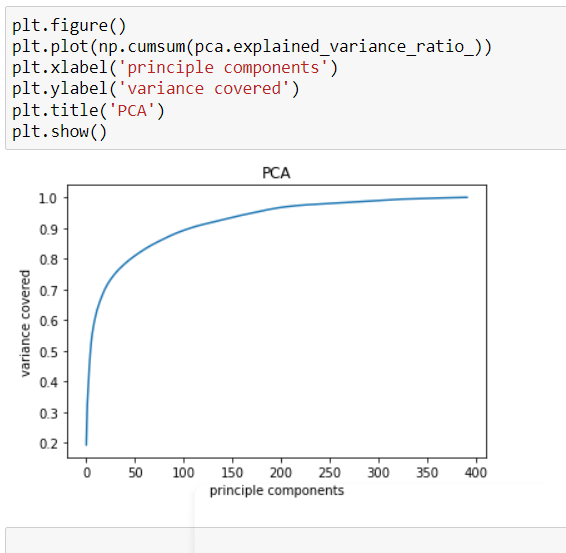 plt.figure()
plt.plot(np.cumsum(pca.explained_variance_ratio_))
plt.xlabel('principle components')
plt.ylabel('variance covered')
plt.title('PCA')
plt.show()
PCA
variance covered
1.0
0.9
0.8
0.7
0.6
0.5
0.4
0.3
0.2
0 50 100 150 200 250 300 350 400
principle components